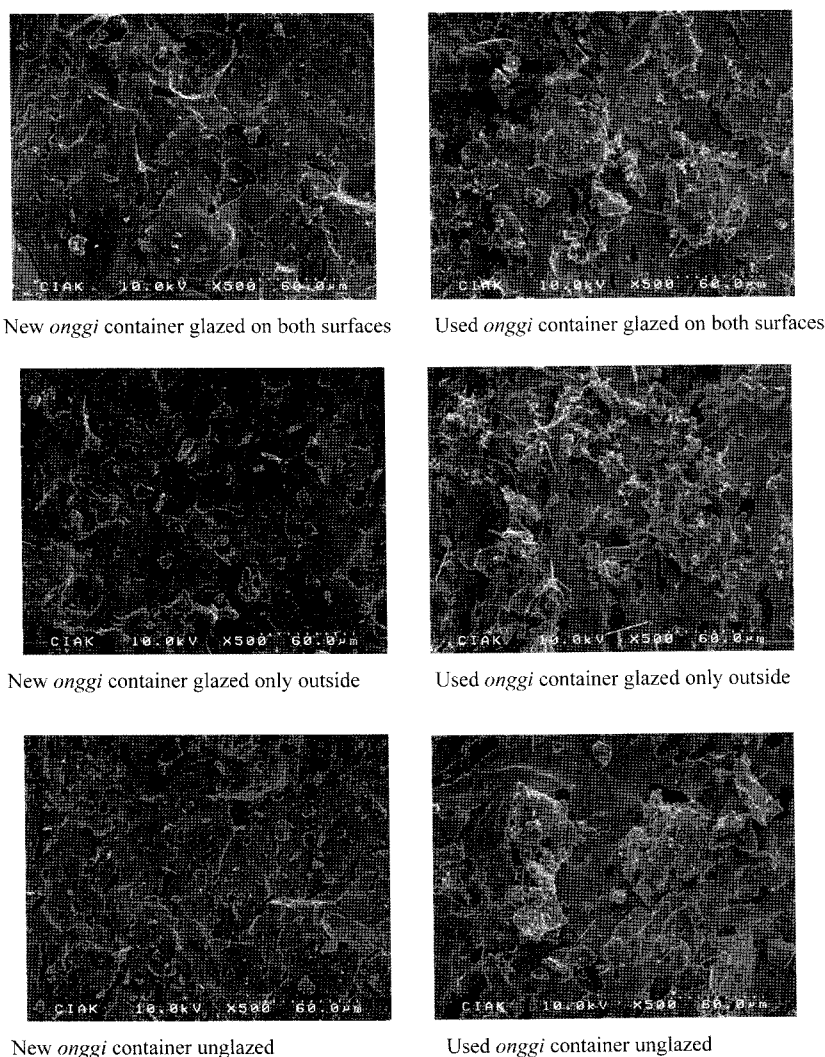 CIAK 10.0kV X500 60.0µm
CIAK 10.0kV X500 60.0µm
New onggi container glazed on both surfaces
Used onggi container glazed on both surfaces
CIAK 10.0kV X500 60.0µm
CIAK 10.0kV X500 60.0µm
New onggi container glazed only outside
Used onggi container glazed only outside
CIAK 10.0kV X500 60.0µm
CIAK 10.0kV X500 60.0µm
New onggi container unglazed
Used onggi container unglazed